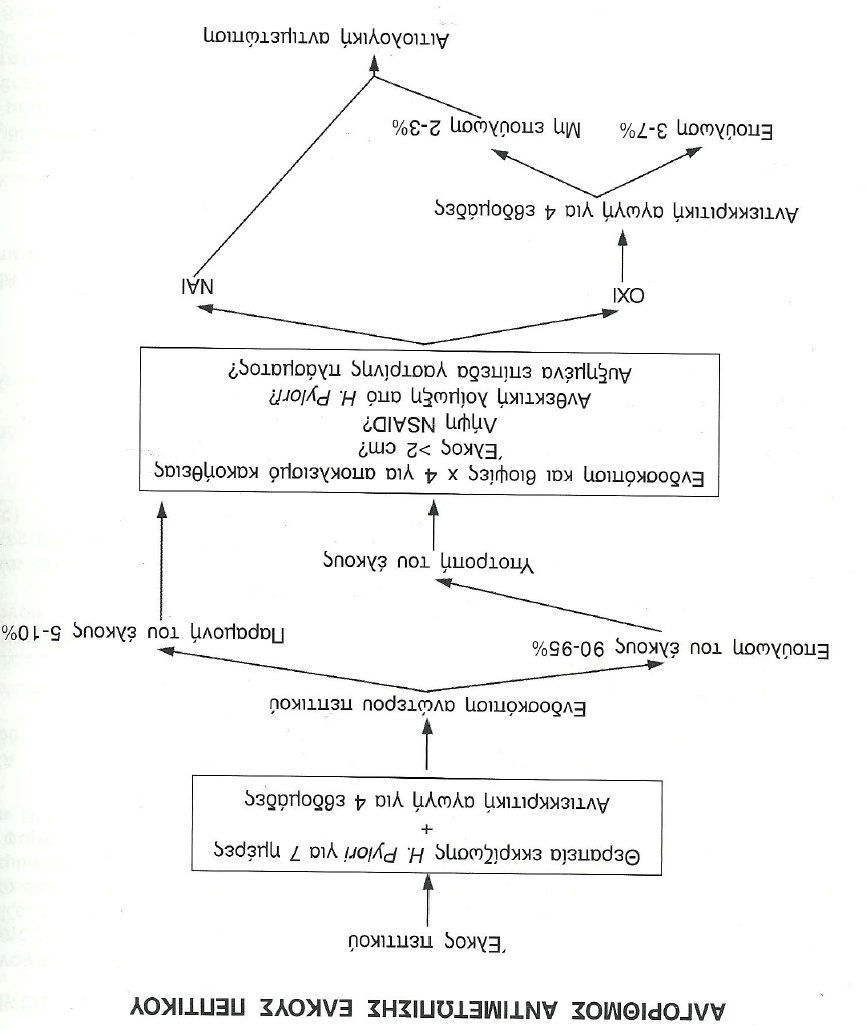 ΑΛΓΟΡΙΘΜΟΣ ΑΝΤΙΜΕΤΩΠΙΣΗΣ ΕΛΚΟΥΣ ΠΕΠΤΙΚΟΥ
Έλκος πεπτικού
Θεραπεία εκρίζωσης H. Pylori για 7 ημέρες
+
Αντιεκκριτική αγωγή για 4 εβδομάδες
Ενδοσκόπιση ανώτερου πεπτικού
Επούλωση του έλκους 90-95%
Παραμονή του έλκους 5-10%
Υποτροπή του έλκους
Ενδοσκόπιση και βιοψίες x 4 για αποκλεισμό κακοήθειας
Έλκος >2 cm?
Λήψη NSAID?
Ανθεκτική λοίμωξη από H. Pylori?
Αυξημένα επίπεδα γαστρίνης πλάσματος?
ΟΧΙ
ΝΑΙ
Αντιεκκριτική αγωγή για 4 εβδομάδες
Επούλωση 3-7%
Μη επούλωση 2-3%
Αιτιολογική αντιμετώπιση